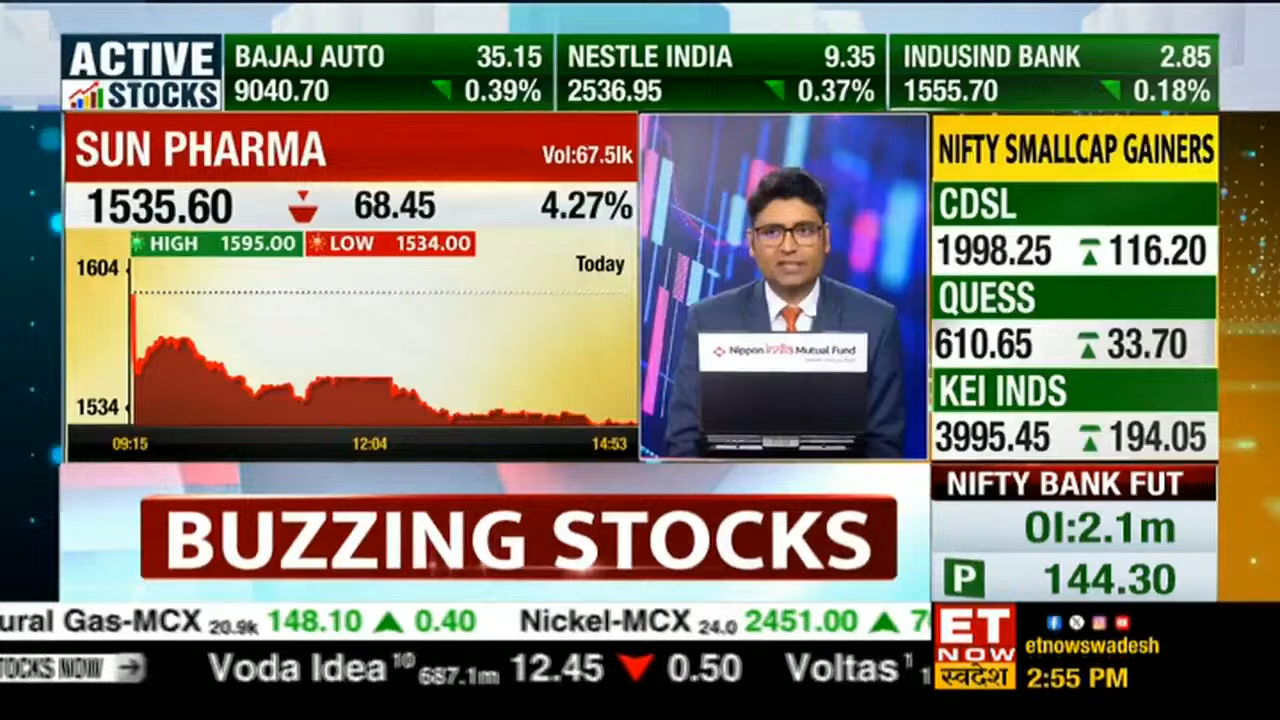 ACTIVE STOCKS
BAJAJ AUTO 35.15
9040.70 0.39%
NESTLE INDIA 9.35
2536.95 0.37%
INDUSIND BANK 2.85
1555.70 0.18%
SUN PHARMA Vol:67.5lk
1535.60 68.45 4.27%
HIGH 1595.00 LOW 1534.00
Today
1604
1534
09:15 12:04 14:53
Nippon India Mutual Fund
NIFTY SMALLCAP GAINERS
CDSL
1998.25 116.20
QUESS
610.65 33.70
KEI INDS
3995.45 194.05
NIFTY BANK FUT
OI:2.1m
P 144.30
BUZZING STOCKS
ural Gas-MCX 20.9k 148.10 0.40 Nickel-MCX 24.0 2451.00
TOCKS NOW Voda Idea 10 687.1m 12.45 0.50 Voltas
ET
NOW
स्वदेश
etnowswadesh
2:55 PM